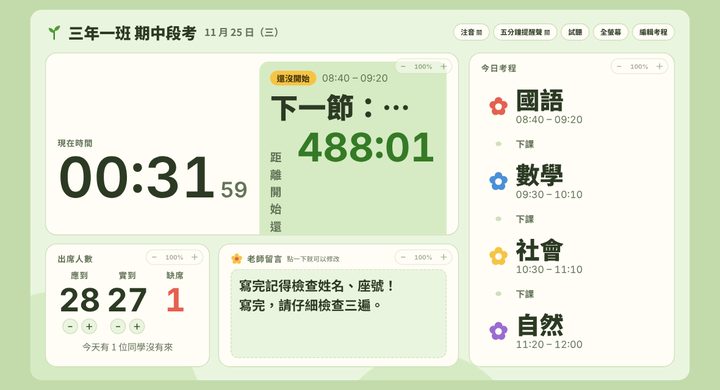 三年一班 期中段考 11 月 25 日（三）
注音 開
五分鐘提醒聲 開
試聽
全螢幕
編輯考程
現在時間
00:31 59
− 100% +
還沒開始 08:40 – 09:20
下一節：…
距離開始還
488:01
今日考程
− 100% +
國語
08:40 – 09:20
下課
數學
09:30 – 10:10
下課
社會
10:30 – 11:10
下課
自然
11:20 – 12:00
出席人數
− 100% +
應到 實到 缺席
28 27 1
− + − +
今天有 1 位同學沒有來
老師留言 點一下就可以修改
− 100% +
寫完記得檢查姓名、座號！
寫完，請仔細檢查三遍。